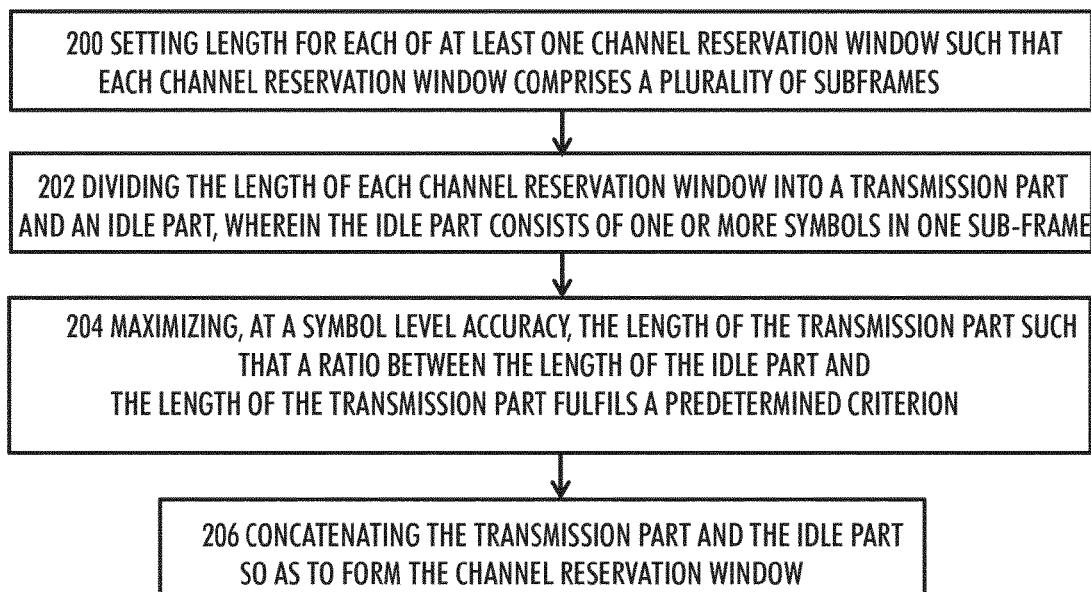 200 SETTING LENGTH FOR EACH OF AT LEAST ONE CHANNEL RESERVATION WINDOW SUCH THAT
EACH CHANNEL RESERVATION WINDOW COMPRISES A PLURALITY OF SUBFRAMES
202 DIVIDING THE LENGTH OF EACH CHANNEL RESERVATION WINDOW INTO A TRANSMISSION PART
AND AN IDLE PART, WHEREIN THE IDLE PART CONSISTS OF ONE OR MORE SYMBOLS IN ONE SUB-FRAME
204 MAXIMIZING, AT A SYMBOL LEVEL ACCURACY, THE LENGTH OF THE TRANSMISSION PART SUCH
THAT A RATIO BETWEEN THE LENGTH OF THE IDLE PART AND
THE LENGTH OF THE TRANSMISSION PART FULFILS A PREDETERMINED CRITERION
206 CONCATENATING THE TRANSMISSION PART AND THE IDLE PART
SO AS TO FORM THE CHANNEL RESERVATION WINDOW